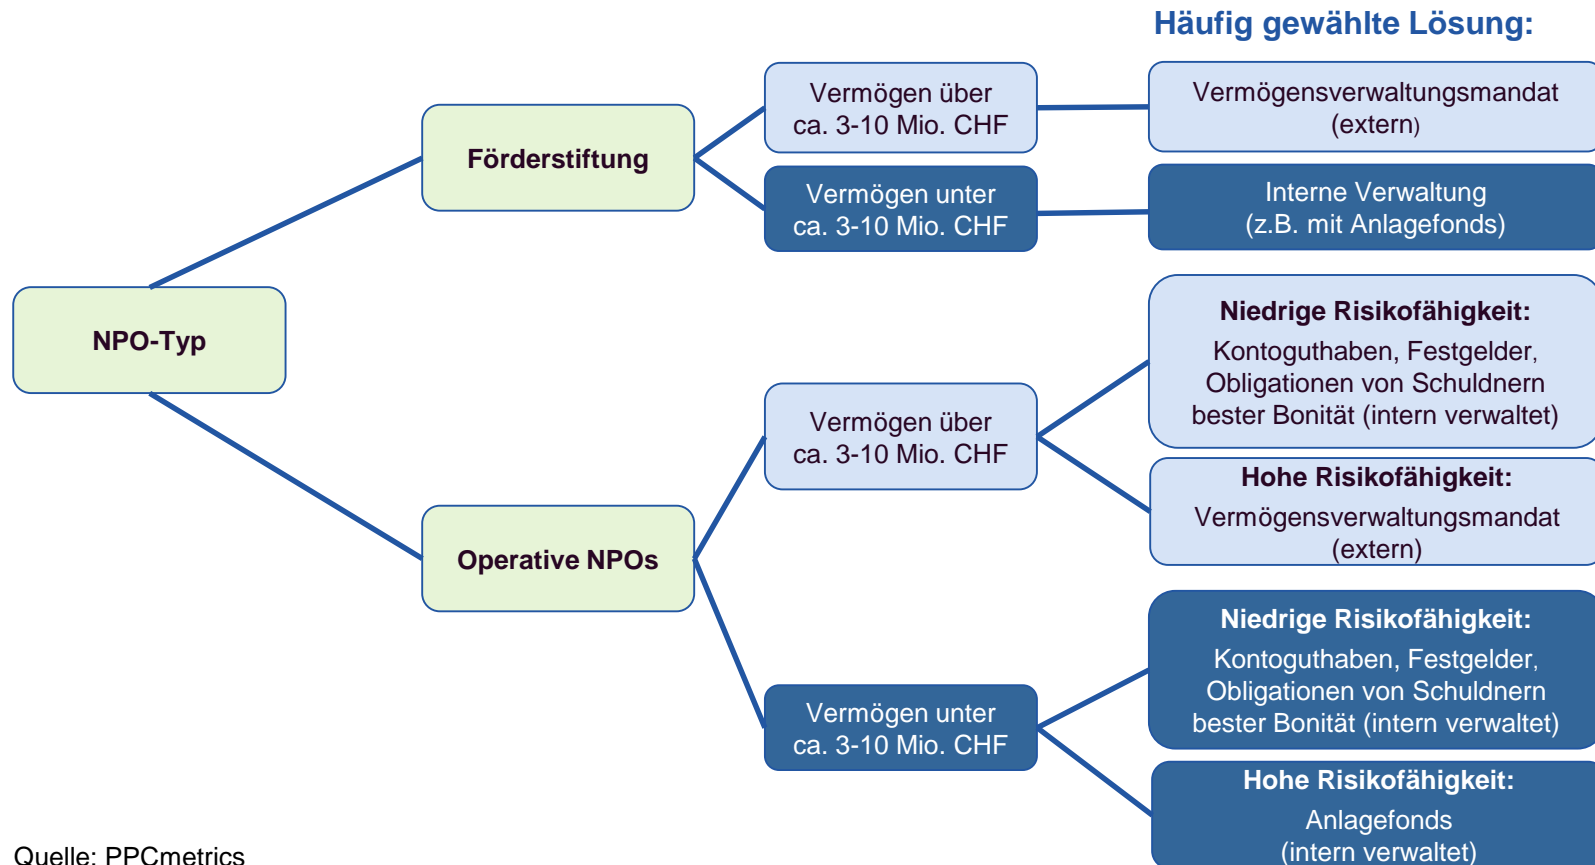 Häufig gewählte Lösung:
Vermögen über
ca. 3-10 Mio. CHF
Vermögensverwaltungsmandat
(extern)
Förderstiftung
Vermögen unter
ca. 3-10 Mio. CHF
Interne Verwaltung
(z.B. mit Anlagefonds)
NPO-Typ
Niedrige Risikofähigkeit:
Kontoguthaben, Festgelder,
Obligationen von Schuldnern
bester Bonität (intern verwaltet)
Vermögen über
ca. 3-10 Mio. CHF
Hohe Risikofähigkeit:
Vermögensverwaltungsmandat
(extern)
Operative NPOs
Niedrige Risikofähigkeit:
Kontoguthaben, Festgelder,
Obligationen von Schuldnern
bester Bonität (intern verwaltet)
Vermögen unter
ca. 3-10 Mio. CHF
Hohe Risikofähigkeit:
Anlagefonds
(intern verwaltet)
Quelle: PPCmetrics